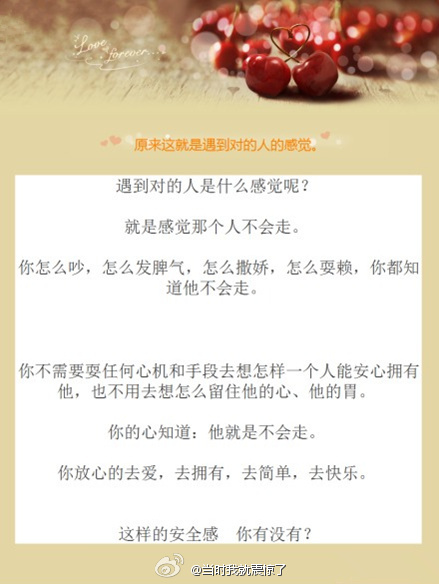 Love
forever...
原来这就是遇到对的人的感觉。
遇到对的人是什么感觉呢？
就是感觉那个人不会走。
你怎么吵，怎么发脾气，怎么撒娇，怎么耍赖，你都知
道他不会走。
你不需要耍任何心机和手段去想怎样一个人能安心拥有
他，也不用去想怎么留住他的心、他的胃。
你的心知道：他就是不会走。
你放心的去爱，去拥有，去简单，去快乐。
这样的安全感　你有没有？
@当时我就震惊了